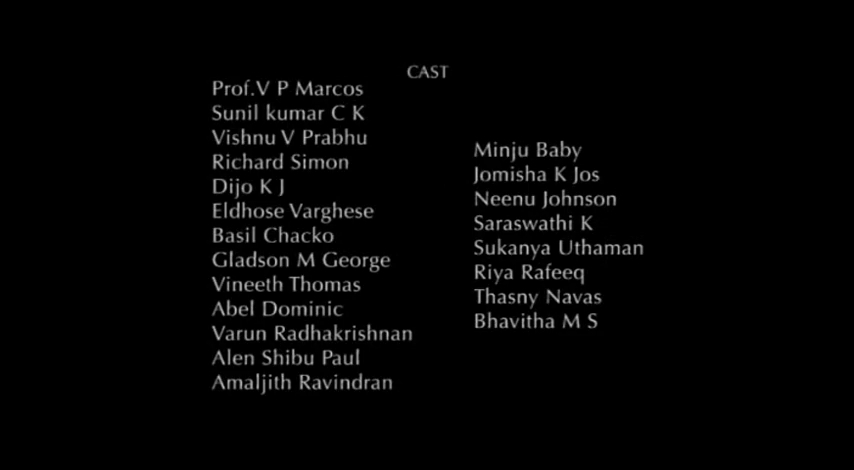 CAST
Prof.V P Marcos
Sunil kumar C K
Vishnu V Prabhu
Richard Simon
Dijo K J
Eldhose Varghese
Basil Chacko
Gladson M George
Vineeth Thomas
Abel Dominic
Varun Radhakrishnan
Alen Shibu Paul
Amaljith Ravindran
Minju Baby
Jomisha K Jos
Neenu Johnson
Saraswathi K
Sukanya Uthaman
Riya Rafeeq
Thasny Navas
Bhavitha M S